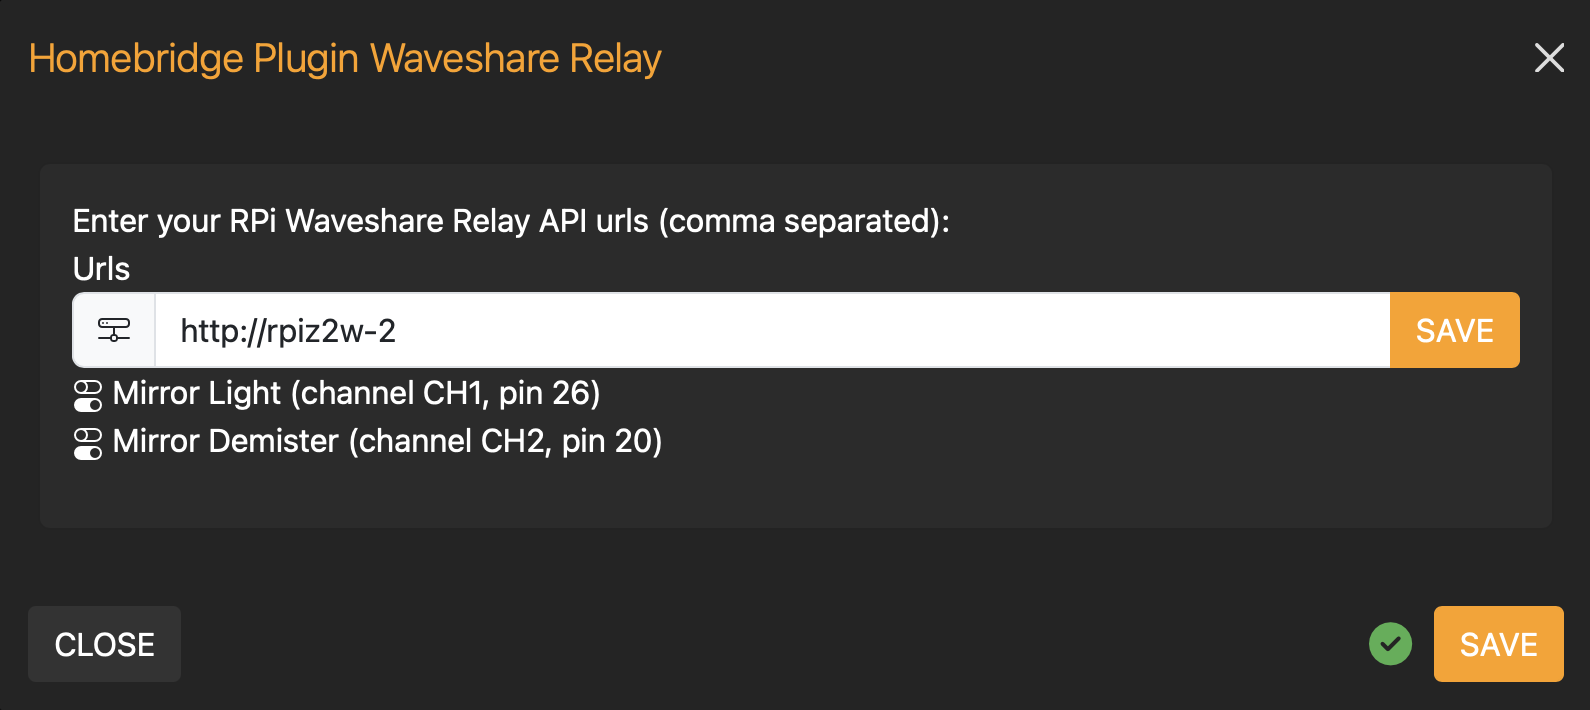 Homebridge Plugin Waveshare Relay
Enter your RPi Waveshare Relay API urls (comma separated):
Urls
http://rpiz2w-2
SAVE
Mirror Light (channel CH1, pin 26)
Mirror Demister (channel CH2, pin 20)
CLOSE
SAVE